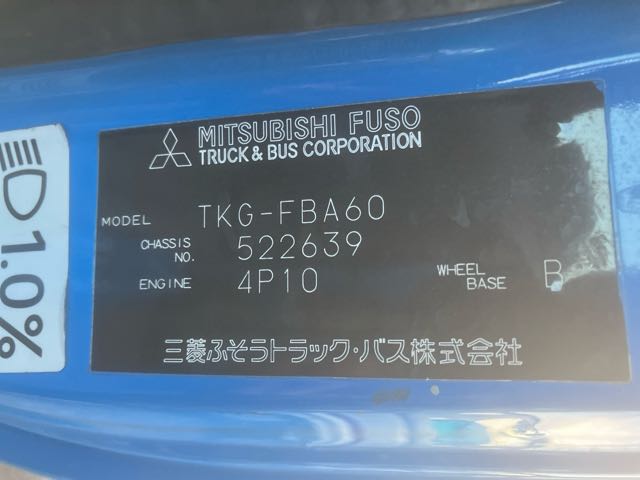 MITSUBISHI FUSO
TRUCK & BUS CORPORATION
MODEL TKG-FBA60
CHASSIS NO. 522639
ENGINE 4P10 WHEEL BASE B
三菱ふそうトラック・バス株式会社
1.0%